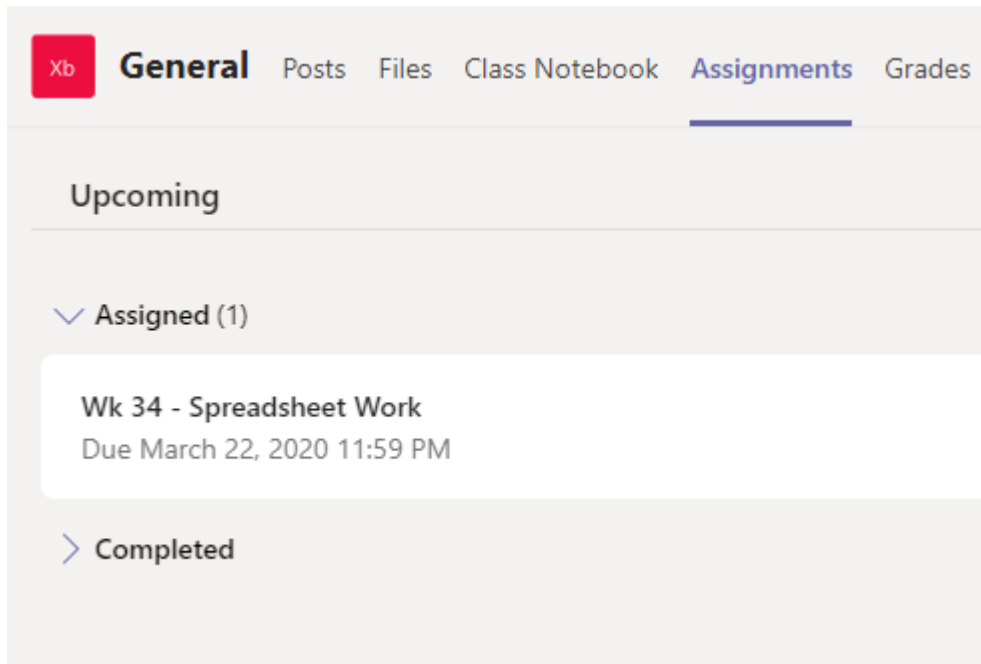 Xb General Posts Files Class Notebook Assignments Grades
Upcoming
Assigned (1)
Wk 34 - Spreadsheet Work
Due March 22, 2020 11:59 PM
Completed